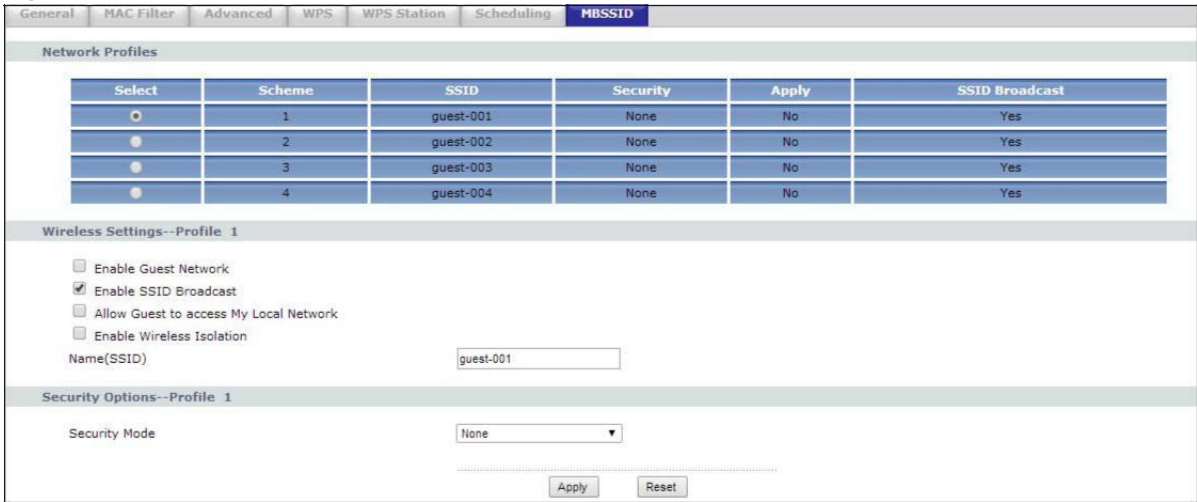 General MAC Filter Advanced WPS WPS Station Scheduling MBSSID
Network Profiles
Select Scheme SSID Security Apply SSID Broadcast
1 guest-001 None No Yes
2 guest-002 None No Yes
3 guest-003 None No Yes
4 guest-004 None No Yes
Wireless Settings--Profile 1
Enable Guest Network
Enable SSID Broadcast
Allow Guest to access My Local Network
Enable Wireless Isolation
Name(SSID) guest-001
Security Options--Profile 1
Security Mode None
Apply Reset